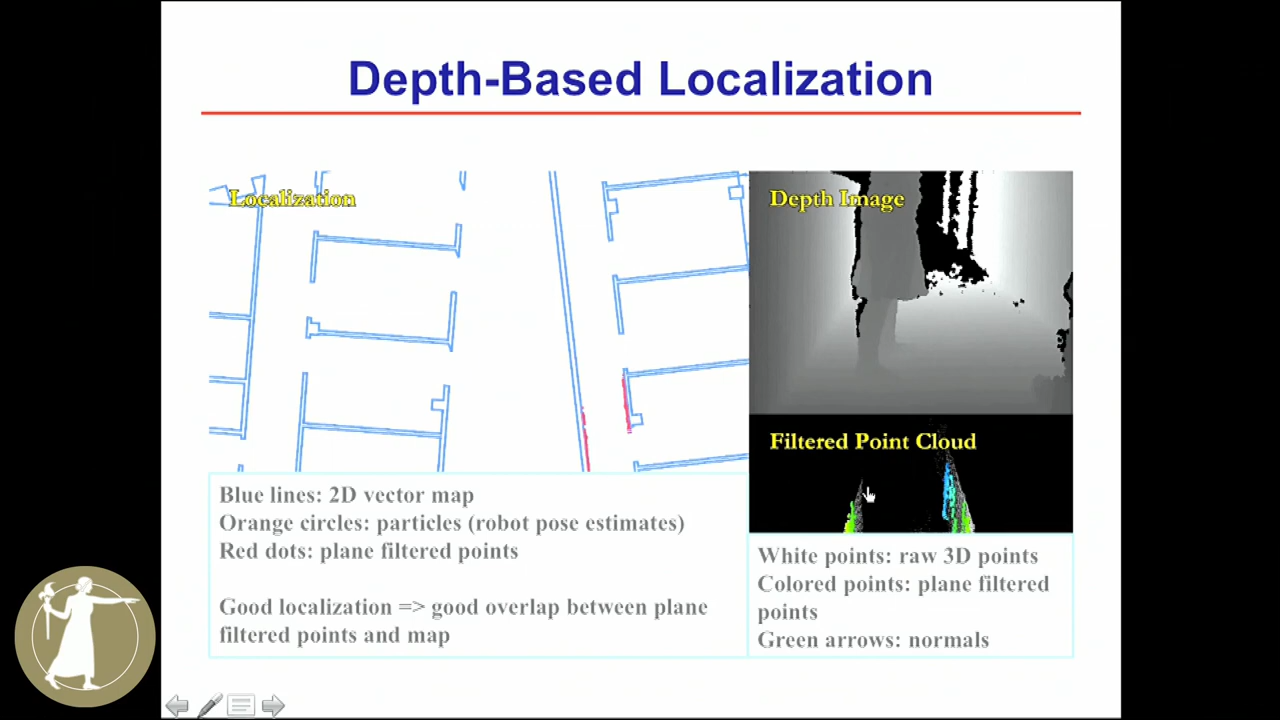 Depth-Based Localization
Localization
Depth Image
Filtered Point Cloud
Blue lines: 2D vector map
Orange circles: particles (robot pose estimates)
Red dots: plane filtered points
Good localization => good overlap between plane
filtered points and map
White points: raw 3D points
Colored points: plane filtered
points
Green arrows: normals